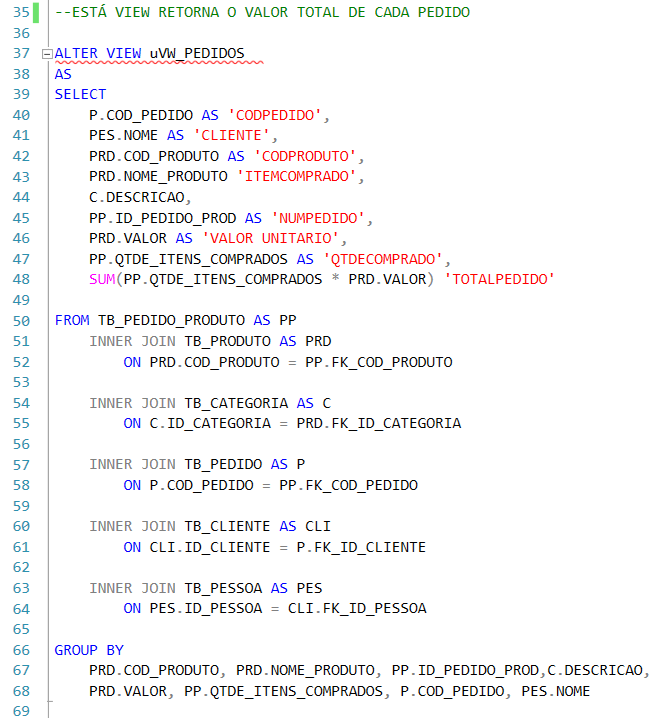 35 --ESTÁ VIEW RETORNA O VALOR TOTAL DE CADA PEDIDO
36
37 ALTER VIEW uVW_PEDIDOS
38 AS
39 SELECT
40 P.COD_PEDIDO AS 'CODPEDIDO',
41 PES.NOME AS 'CLIENTE',
42 PRD.COD_PRODUTO AS 'CODPRODUTO',
43 PRD.NOME_PRODUTO 'ITEMCOMPRADO',
44 C.DESCRICAO,
45 PP.ID_PEDIDO_PROD AS 'NUMPEDIDO',
46 PRD.VALOR AS 'VALOR UNITARIO',
47 PP.QTDE_ITENS_COMPRADOS AS 'QTDECOMPRADO',
48 SUM(PP.QTDE_ITENS_COMPRADOS * PRD.VALOR) 'TOTALPEDIDO'
49
50 FROM TB_PEDIDO_PRODUTO AS PP
51 INNER JOIN TB_PRODUTO AS PRD
52 ON PRD.COD_PRODUTO = PP.FK_COD_PRODUTO
53
54 INNER JOIN TB_CATEGORIA AS C
55 ON C.ID_CATEGORIA = PRD.FK_ID_CATEGORIA
56
57 INNER JOIN TB_PEDIDO AS P
58 ON P.COD_PEDIDO = PP.FK_COD_PEDIDO
59
60 INNER JOIN TB_CLIENTE AS CLI
61 ON CLI.ID_CLIENTE = P.FK_ID_CLIENTE
62
63 INNER JOIN TB_PESSOA AS PES
64 ON PES.ID_PESSOA = CLI.FK_ID_PESSOA
65
66 GROUP BY
67 PRD.COD_PRODUTO, PRD.NOME_PRODUTO, PP.ID_PEDIDO_PROD,C.DESCRICAO,
68 PRD.VALOR, PP.QTDE_ITENS_COMPRADOS, P.COD_PEDIDO, PES.NOME
69